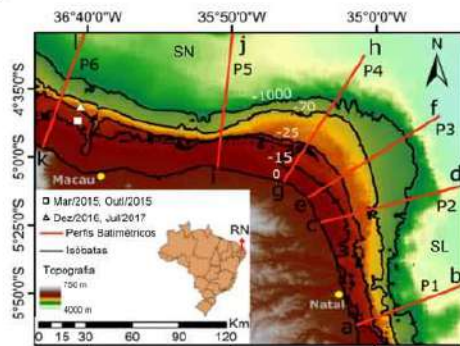 36°40'0"S 35°50'0"S 35°0'0"S
j
h
SN
P6
P5
P4
N
-1000
-70
f
4°35'0"S
-25
P3
-15
d
5°0'0"S
k
0
g
e
P2
Macau
c
Mar/2015, Out/2015
Dez/2016, Jul/2017
Perfis Batimétricos
Isóbatas
RN
SL
b
5°25'0"S
Topografia
750 m
4000 m
P1
Natal
a
5°50'0"S
Km
0 15 30 60 90 120